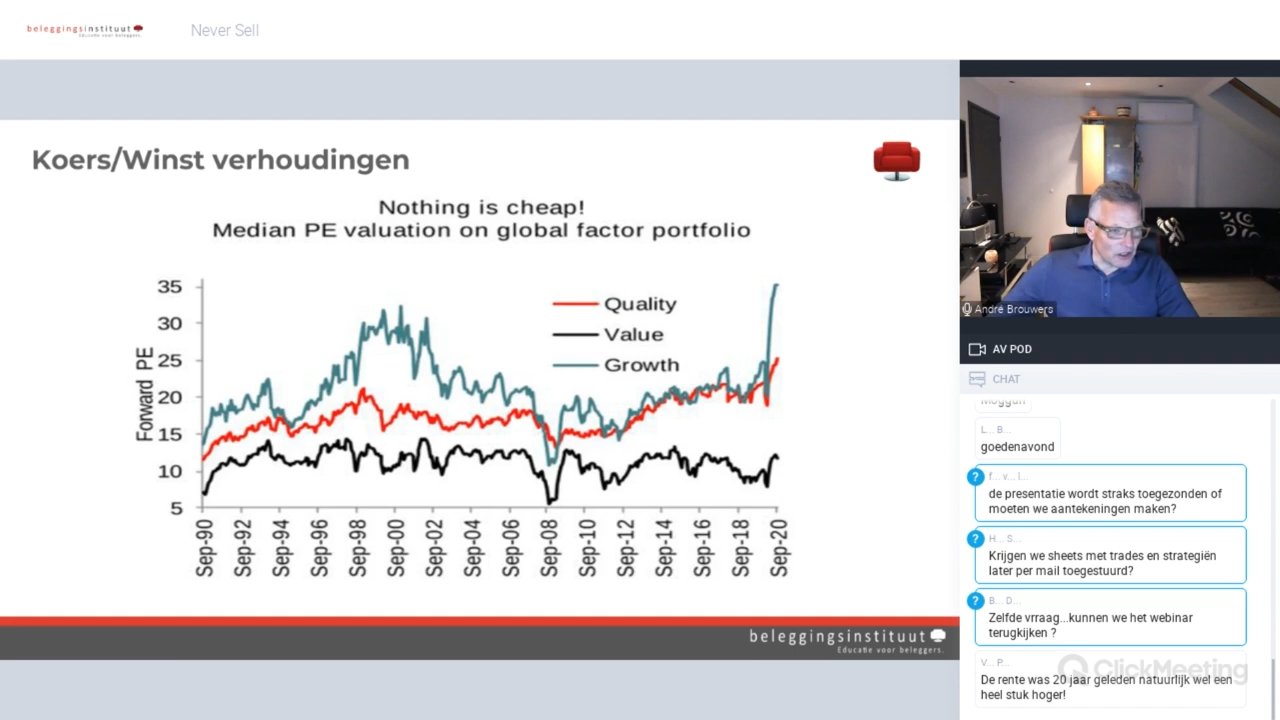 beleggingsinstituut
Educatie voor beleggers.
Never Sell
Koers/Winst verhoudingen
Nothing is cheap!
Median PE valuation on global factor portfolio
Forward PE
35
30
25
20
15
10
5
Quality
Value
Growth
Sep-90
Sep-92
Sep-94
Sep-96
Sep-98
Sep-00
Sep-02
Sep-04
Sep-06
Sep-08
Sep-10
Sep-12
Sep-14
Sep-16
Sep-18
Sep-20
beleggingsinstituut
Educatie voor beleggers.
André Brouwers
AV POD
CHAT
L... B...
goedenavond
?
f... v... l...
de presentatie wordt straks toegezonden of
moeten we aantekeningen maken?
?
H... S...
Krijgen we sheets met trades en strategiën
later per mail toegestuurd?
?
B... D...
Zelfde vrraag...kunnen we het webinar
terugkijken ?
V... P...
ClickMeeting
De rente was 20 jaar geleden natuurlijk wel een
heel stuk hoger!